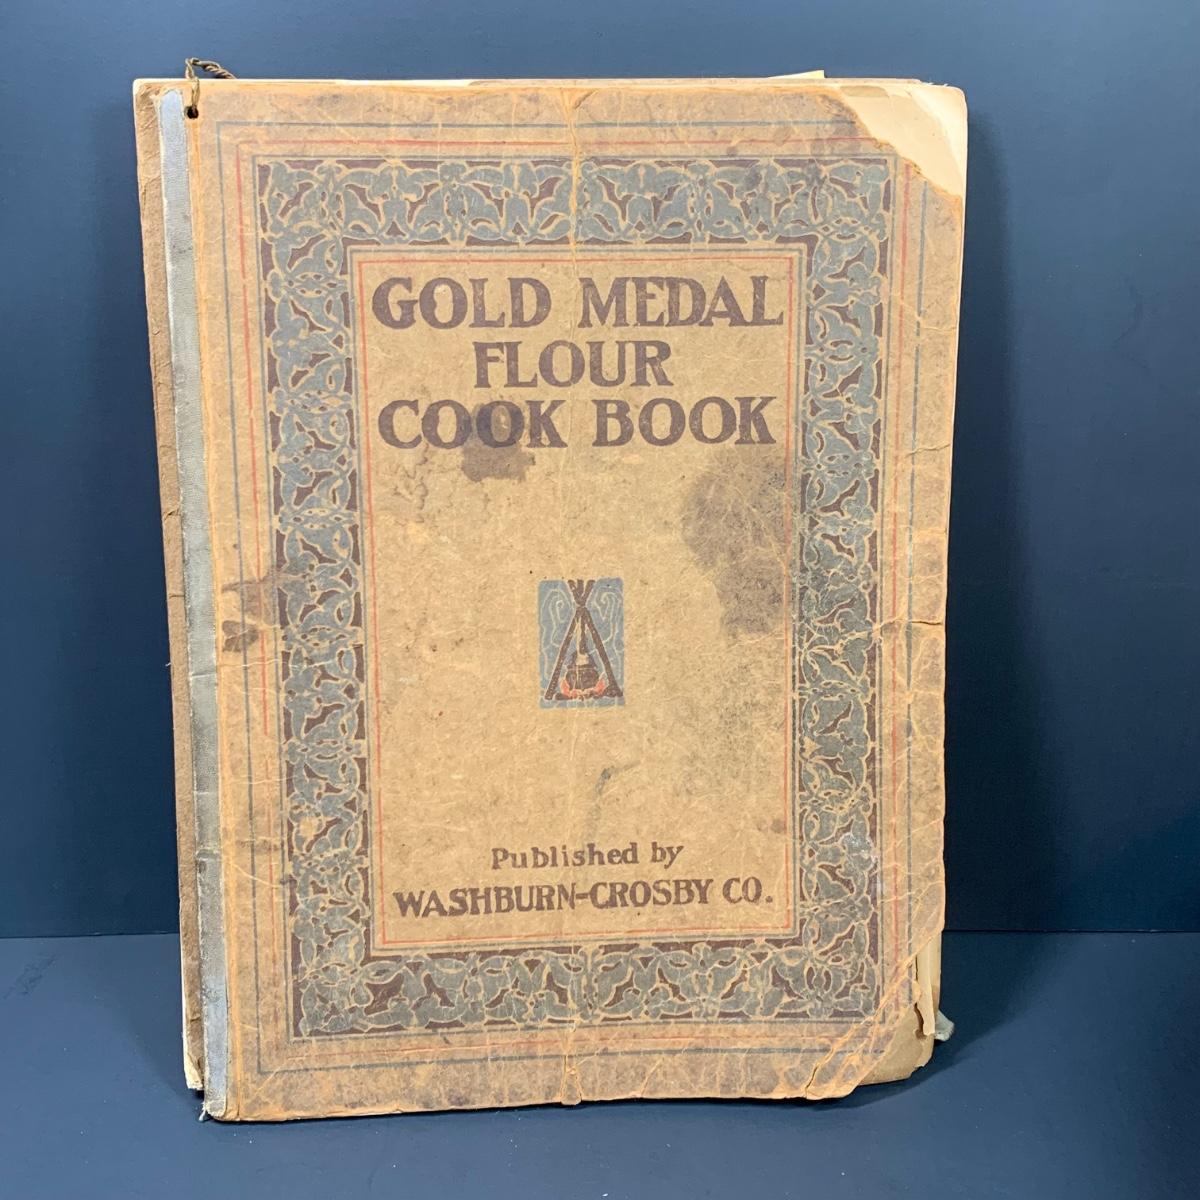 GOLD MEDAL
FLOUR
COOK BOOK
Published by
WASHBURN-CROSBY CO.